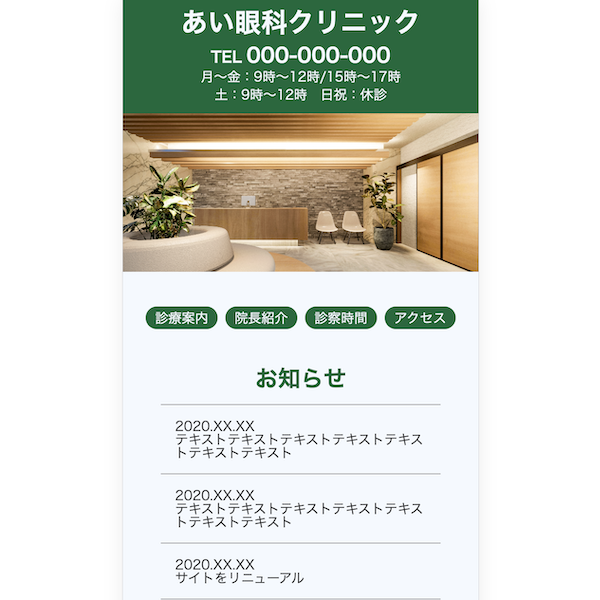 あい眼科クリニック
TEL 000-000-000
月〜金：9時〜12時/15時〜17時
土：9時〜12時　日祝：休診
診療案内　院長紹介　診察時間　アクセス
お知らせ
2020.XX.XX
テキストテキストテキストテキストテキス
トテキストテキスト
2020.XX.XX
テキストテキストテキストテキストテキス
トテキストテキスト
2020.XX.XX
サイトをリニューアル